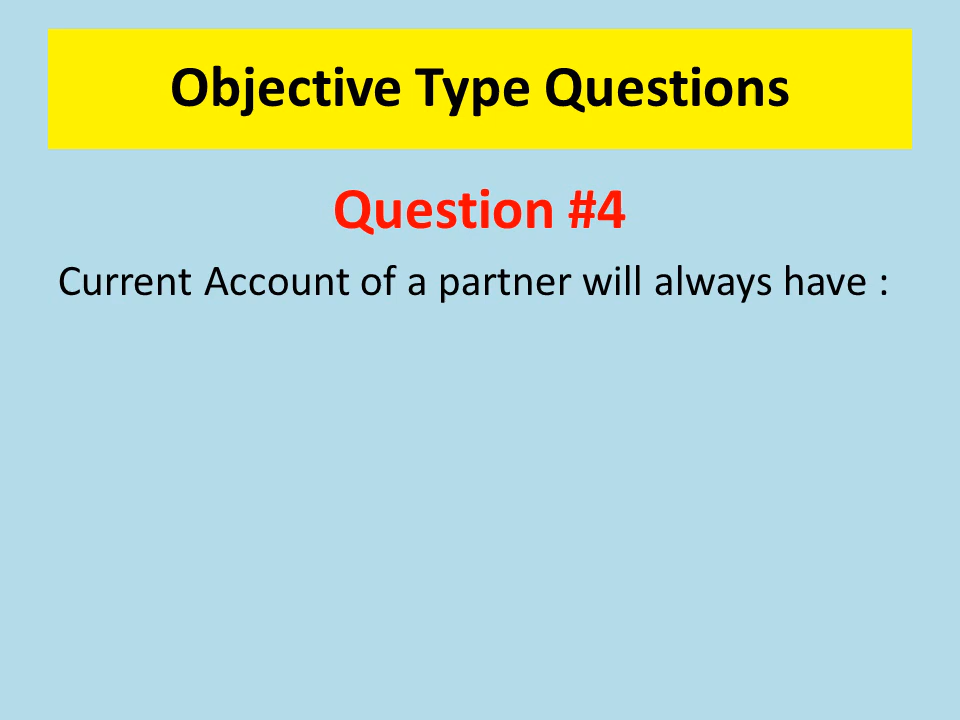 Objective Type Questions
Question #4
Current Account of a partner will always have :